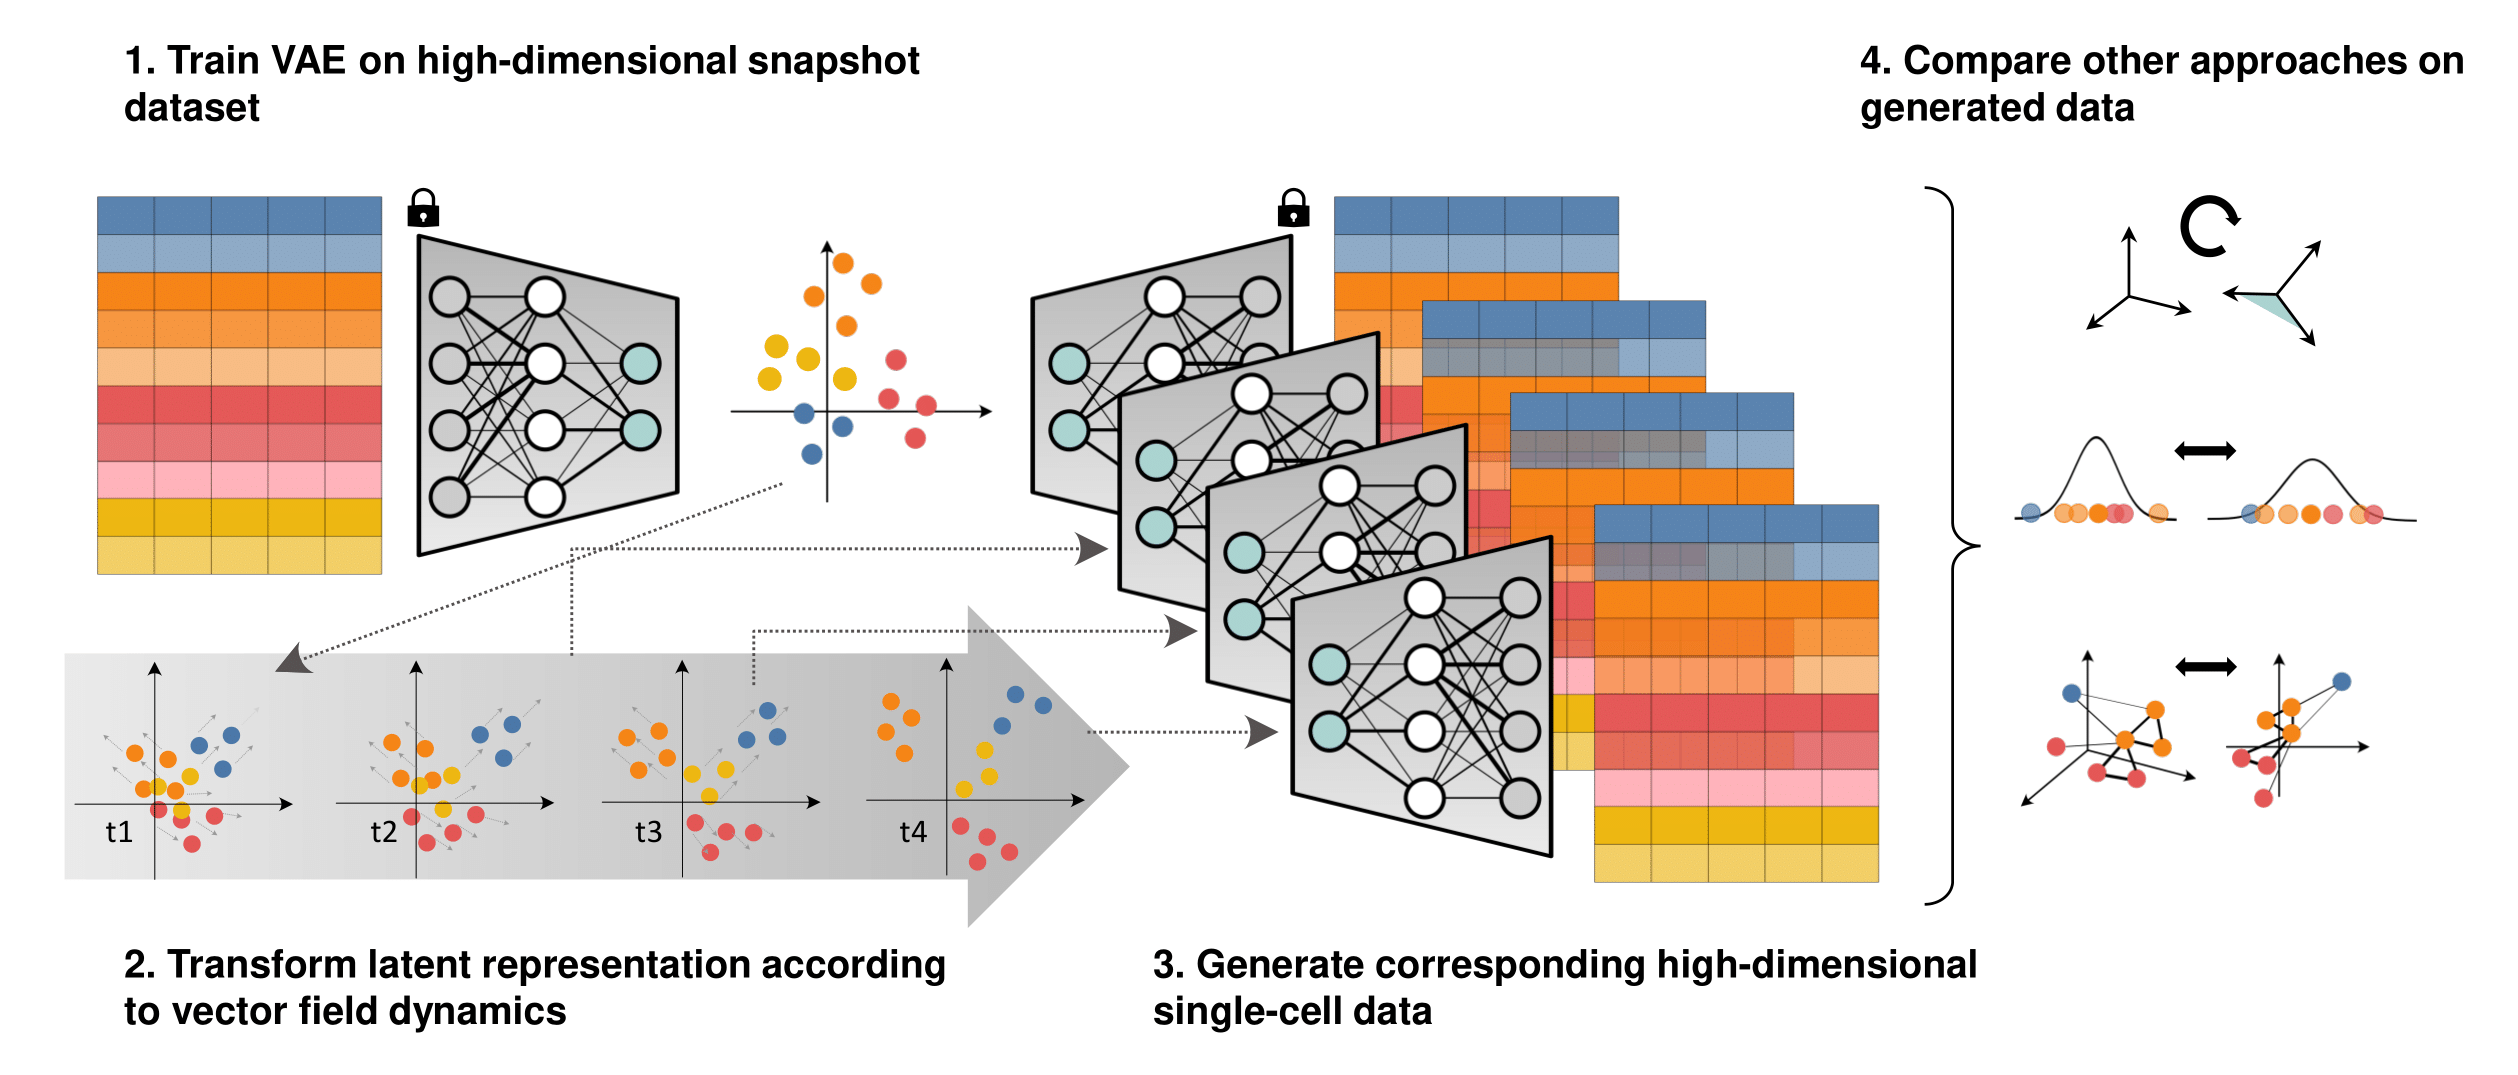 1. Train VAE on high-dimensional snapshot
dataset
4. Compare other approaches on
generated data
t1
t2
t3
t4
2. Transform latent representation according
to vector field dynamics
3. Generate corresponding high-dimensional
single-cell data